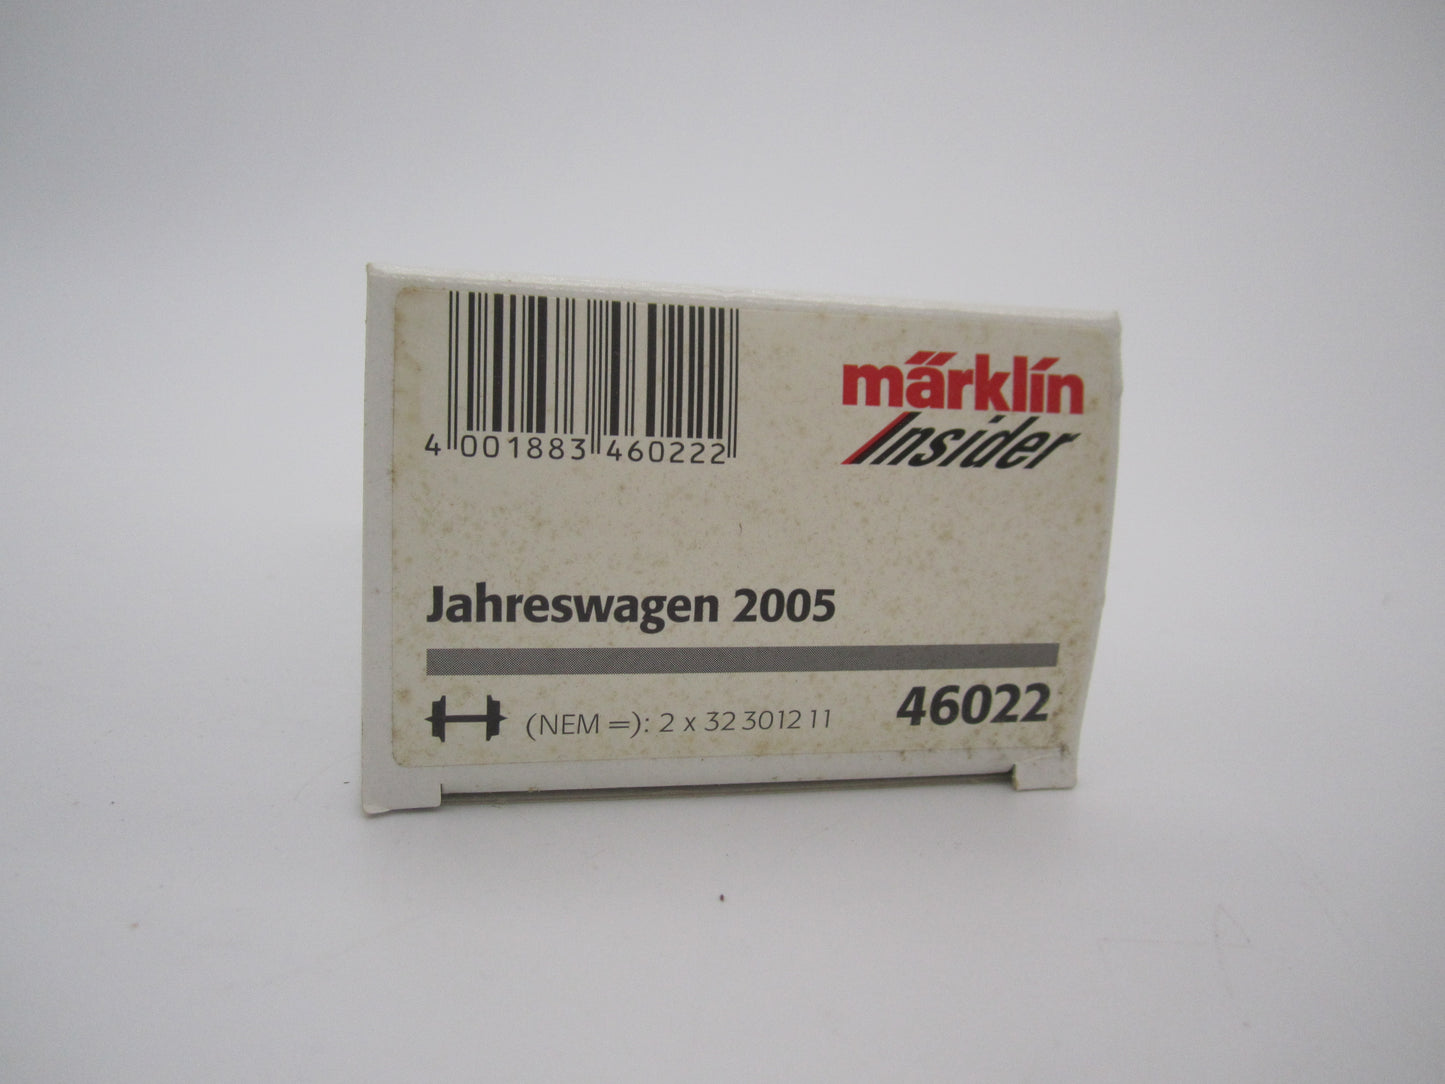 4 001883 460222
märklin
Insider
Jahreswagen 2005
(NEM =): 2 x 32 3012 11
46022